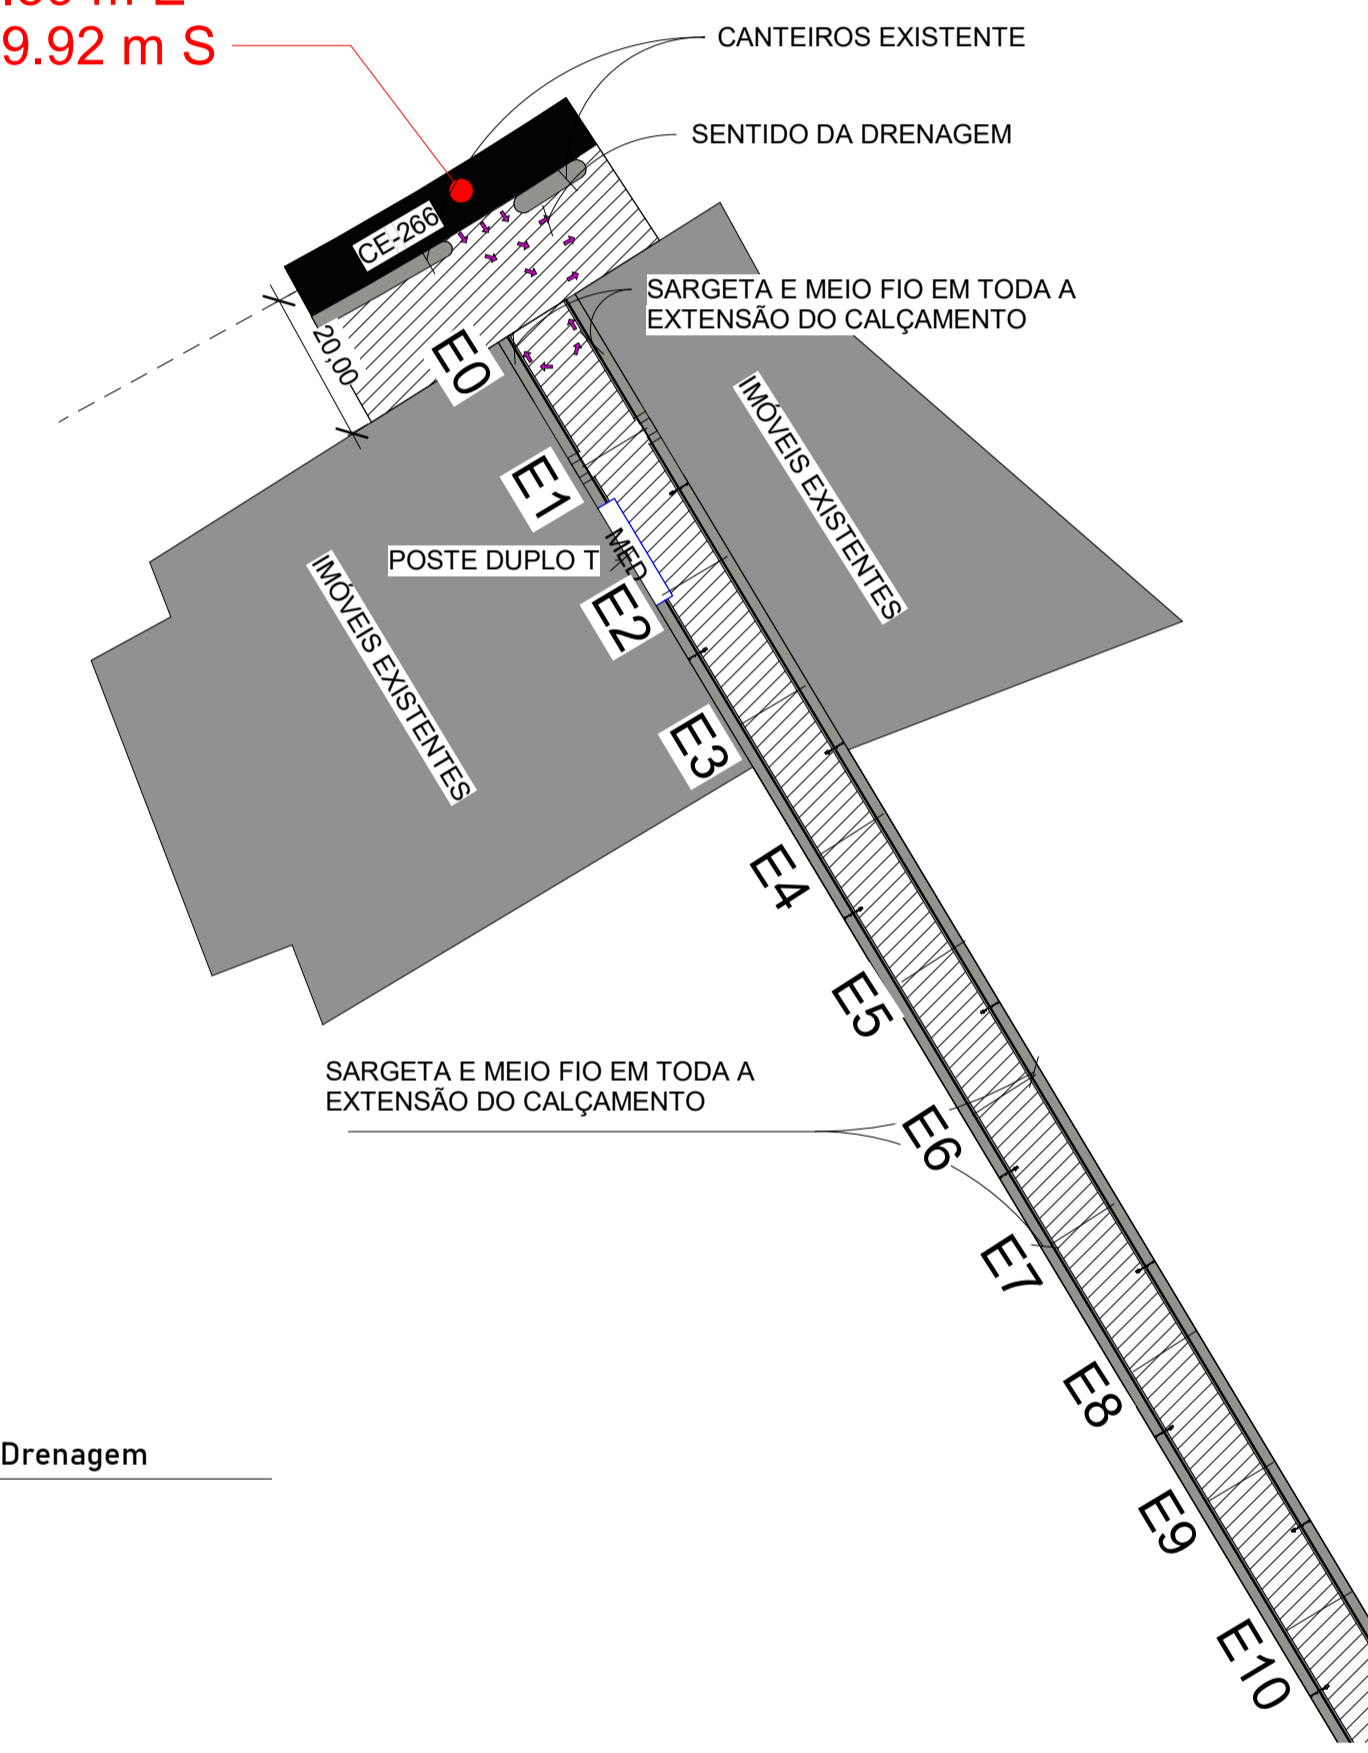 9.92 m S
CANTEIROS EXISTENTE
SENTIDO DA DRENAGEM
CE-266
20,00
SARGETA E MEIO FIO EM TODA A
EXTENSÃO DO CALÇAMENTO
E0
IMÓVEIS EXISTENTES
E1
MED
POSTE DUPLO T
IMÓVEIS EXISTENTES
E2
E3
E4
E5
SARGETA E MEIO FIO EM TODA A
EXTENSÃO DO CALÇAMENTO
E6
E7
E8
Drenagem
E9
E10